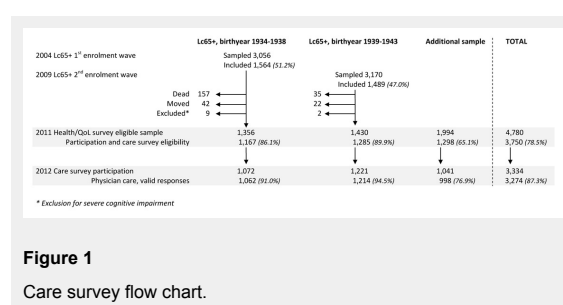 Lc65+, birthyear 1934-1938 Lc65+, birthyear 1939-1943 Additional sample TOTAL
2004 Lc65+ 1st enrolment wave Sampled 3,056
Included 1,564 (51.2%)
2009 Lc65+ 2nd enrolment wave Sampled 3,170
Included 1,489 (47.0%)
Dead 157 35
Moved 42 22
Excluded* 9 2
2011 Health/QoL survey eligible sample 1,356 1,430 1,994 4,780
Participation and care survey eligibility 1,167 (86.1%) 1,285 (89.9%) 1,298 (65.1%) 3,750 (78.5%)
2012 Care survey participation 1,072 1,221 1,041 3,334
Physician care, valid responses 1,062 (91.0%) 1,214 (94.5%) 998 (76.9%) 3,274 (87.3%)
* Exclusion for severe cognitive impairment
Figure 1
Care survey flow chart.